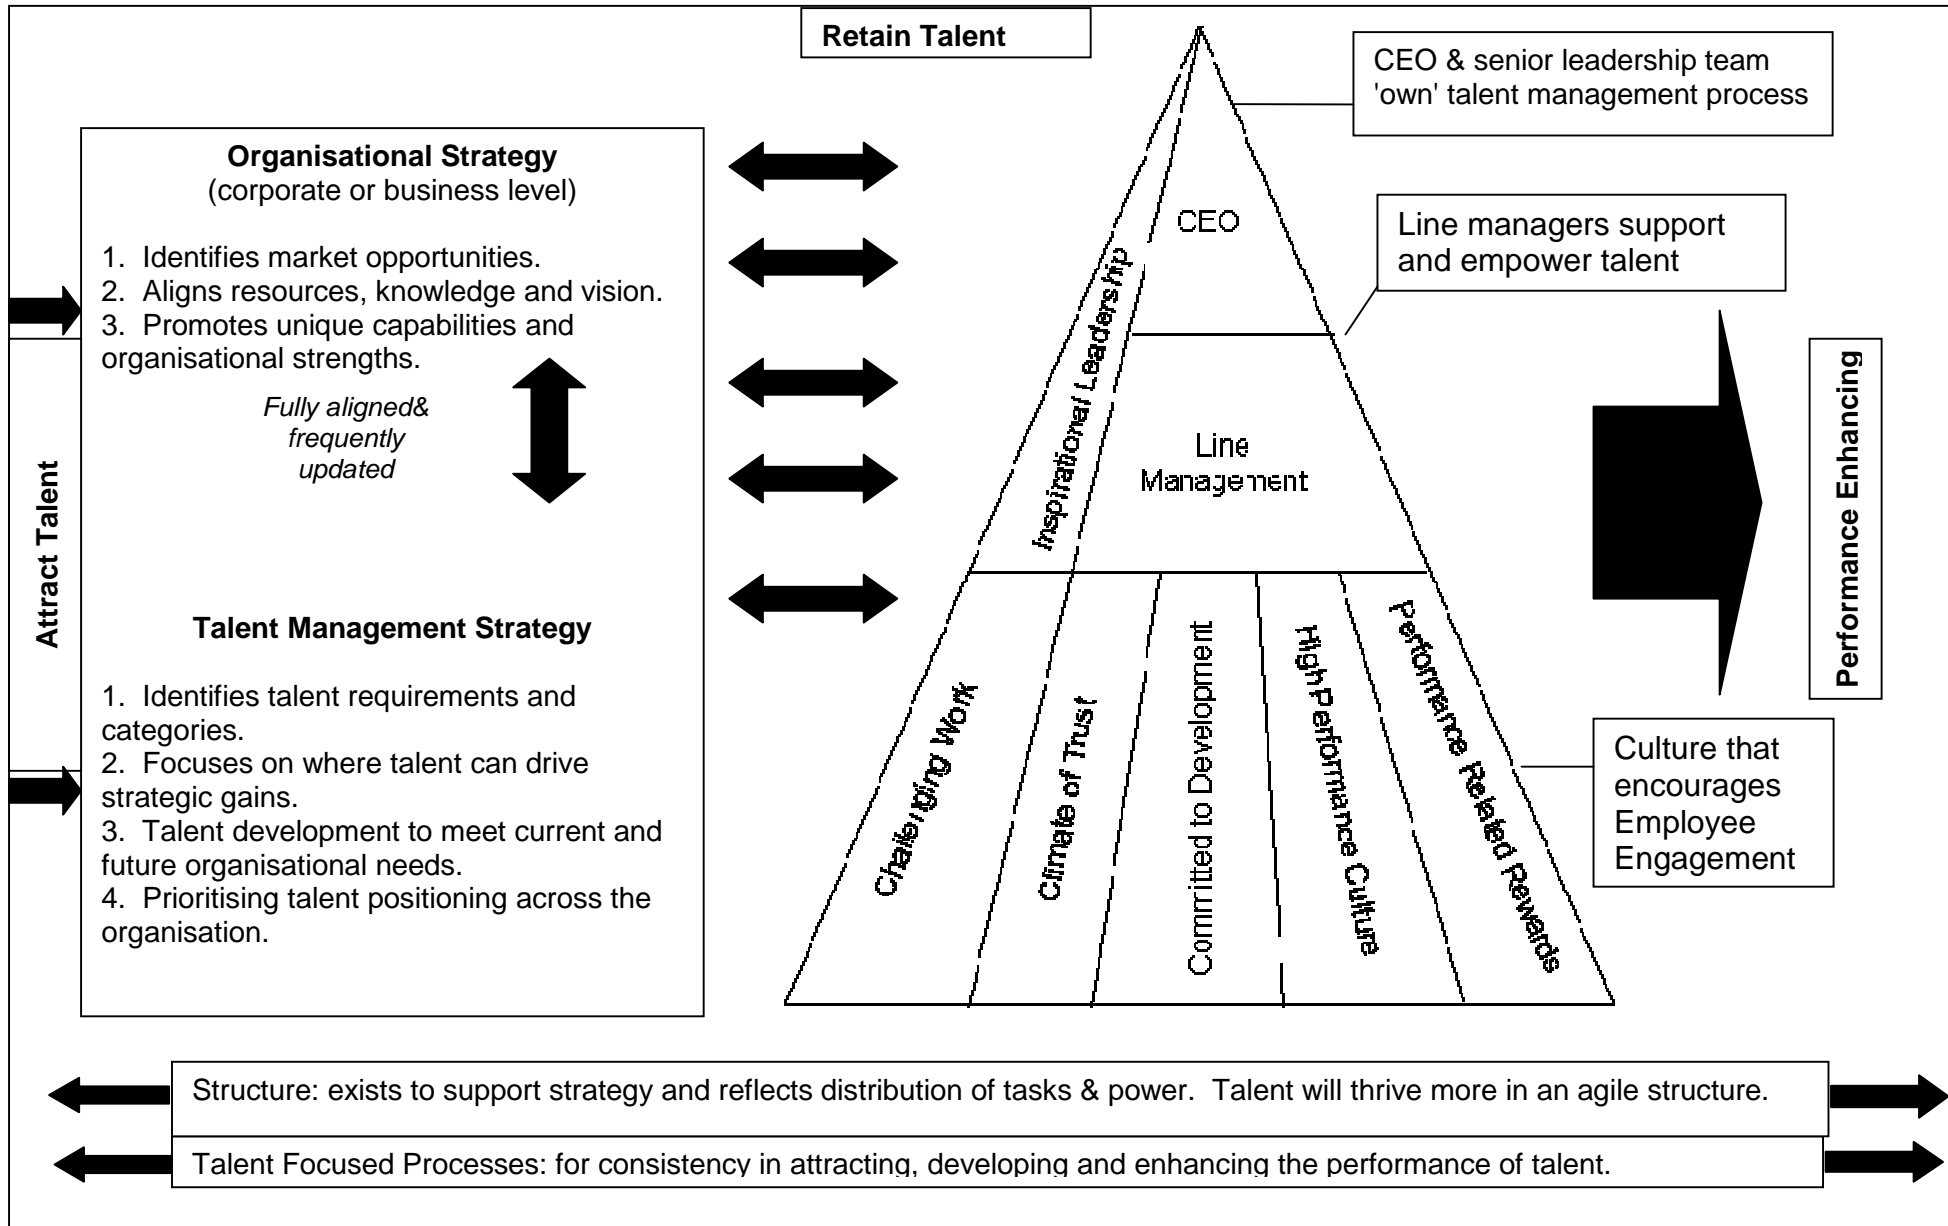 Retain Talent
CEO & senior leadership team
'own' talent management process
Organisational Strategy
(corporate or business level)
1.  Identifies market opportunities.
2.  Aligns resources, knowledge and vision.
3.  Promotes unique capabilities and
organisational strengths.
Fully aligned&
frequently
updated
Talent Management Strategy
1.  Identifies talent requirements and
categories.
2.  Focuses on where talent can drive
strategic gains.
3.  Talent development to meet current and
future organisational needs.
4.  Prioritising talent positioning across the
organisation.
Attract Talent
CEO
Line managers support
and empower talent
Inspirational Leadership
Line
Management
Challenging Work
Climate of Trust
Committed to Development
High Performance Culture
Performance Related Rewards
Performance Enhancing
Culture that
encourages
Employee
Engagement
Structure: exists to support strategy and reflects distribution of tasks & power.  Talent will thrive more in an agile structure.
Talent Focused Processes: for consistency in attracting, developing and enhancing the performance of talent.